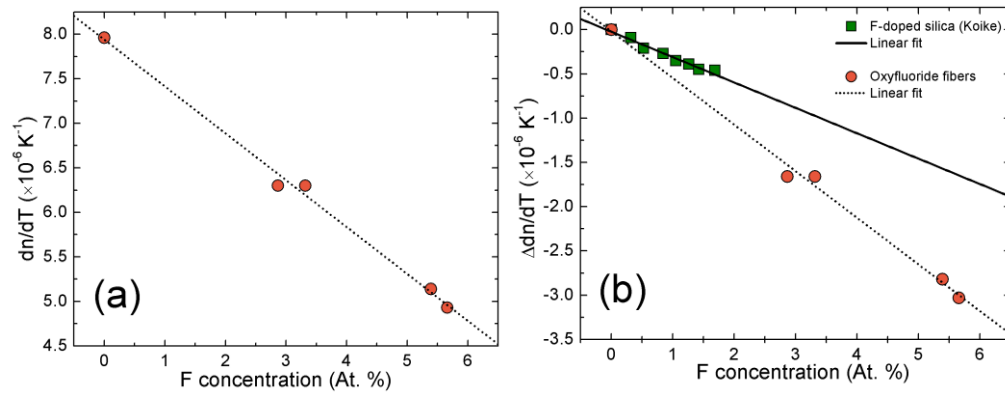 (a)
8.0
7.5
7.0
6.5
6.0
5.5
5.0
4.5
dn/dT (×10⁻⁶ K⁻¹)
0 1 2 3 4 5 6
F concentration (At. %)
(b)
0.0
-0.5
-1.0
-1.5
-2.0
-2.5
-3.0
-3.5
Δdn/dT (×10⁻⁶ K⁻¹)
0 1 2 3 4 5 6
F concentration (At. %)
F-doped silica (Koike)
Linear fit
Oxyfluoride fibers
Linear fit